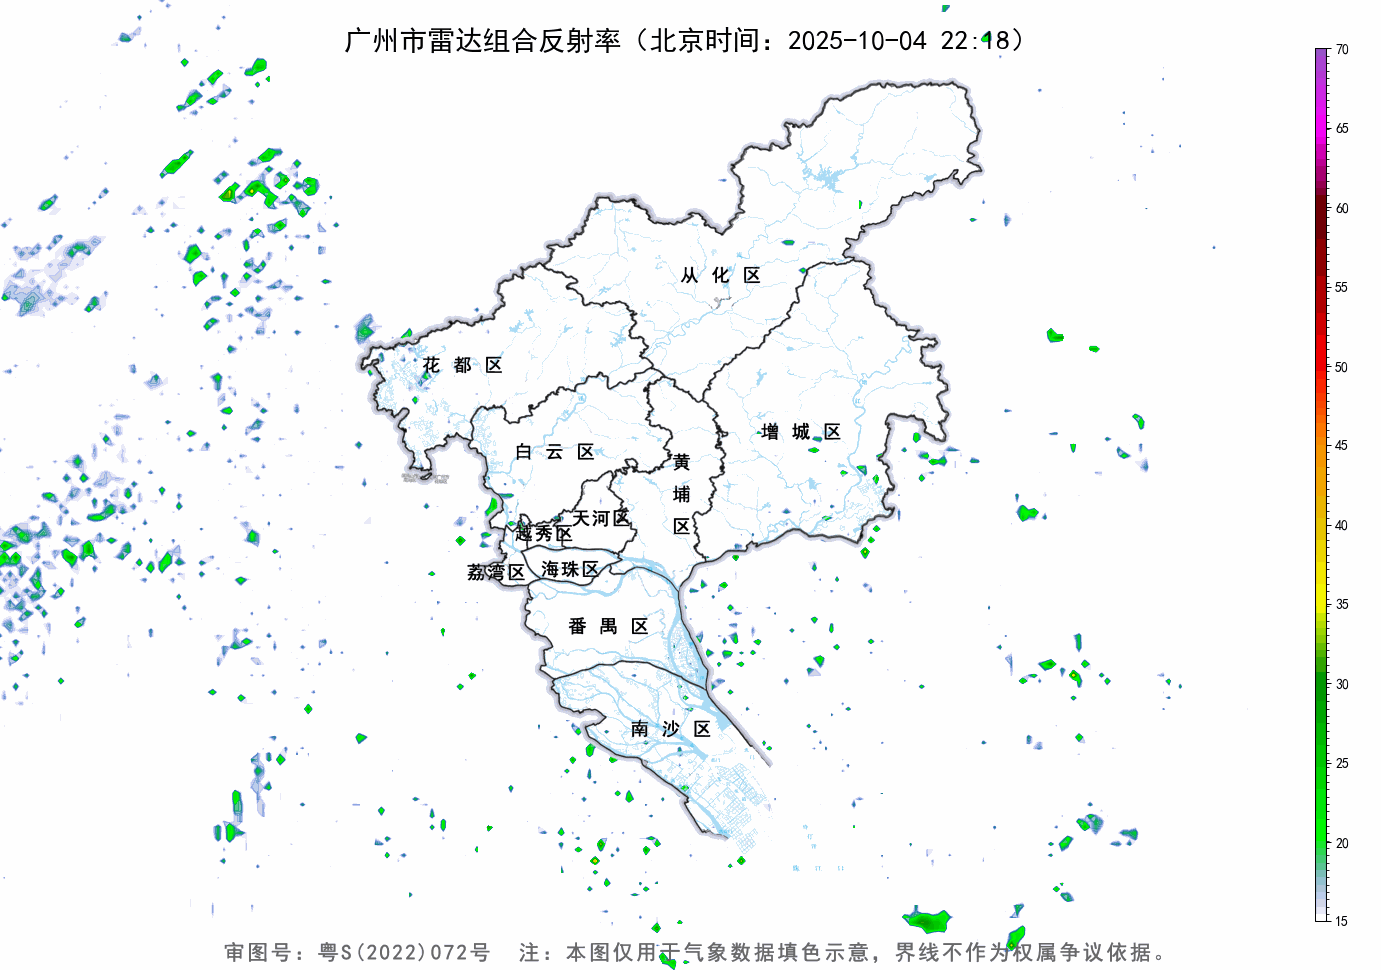 广州市雷达组合反射率（北京时间：2025-10-04 22:18）
70
65
60
55
50
45
40
35
30
25
20
15
从化区
花都区
增城区
白云区
黄埔区
天河区
越秀区
荔湾区
海珠区
番禺区
南沙区
审图号：粤S(2022)072号 注：本图仅用于气象数据填色示意，界线不作为权属争议依据。